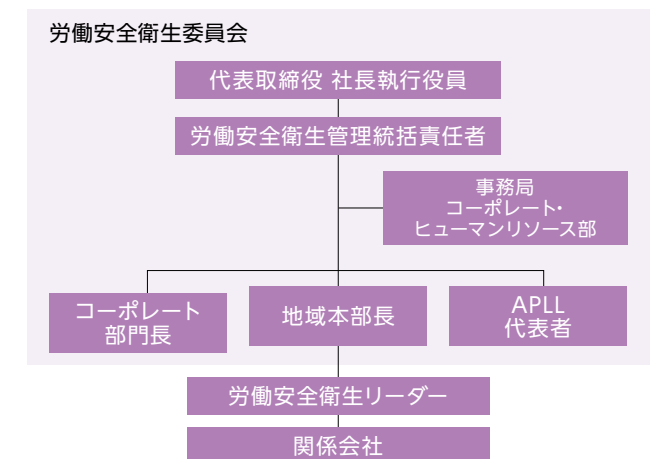 労働安全衛生委員会
代表取締役 社長執行役員
労働安全衛生管理統括責任者
事務局
コーポレート・
ヒューマンリソース部
コーポレート
部門長
地域本部長
APLL
代表者
労働安全衛生リーダー
関係会社